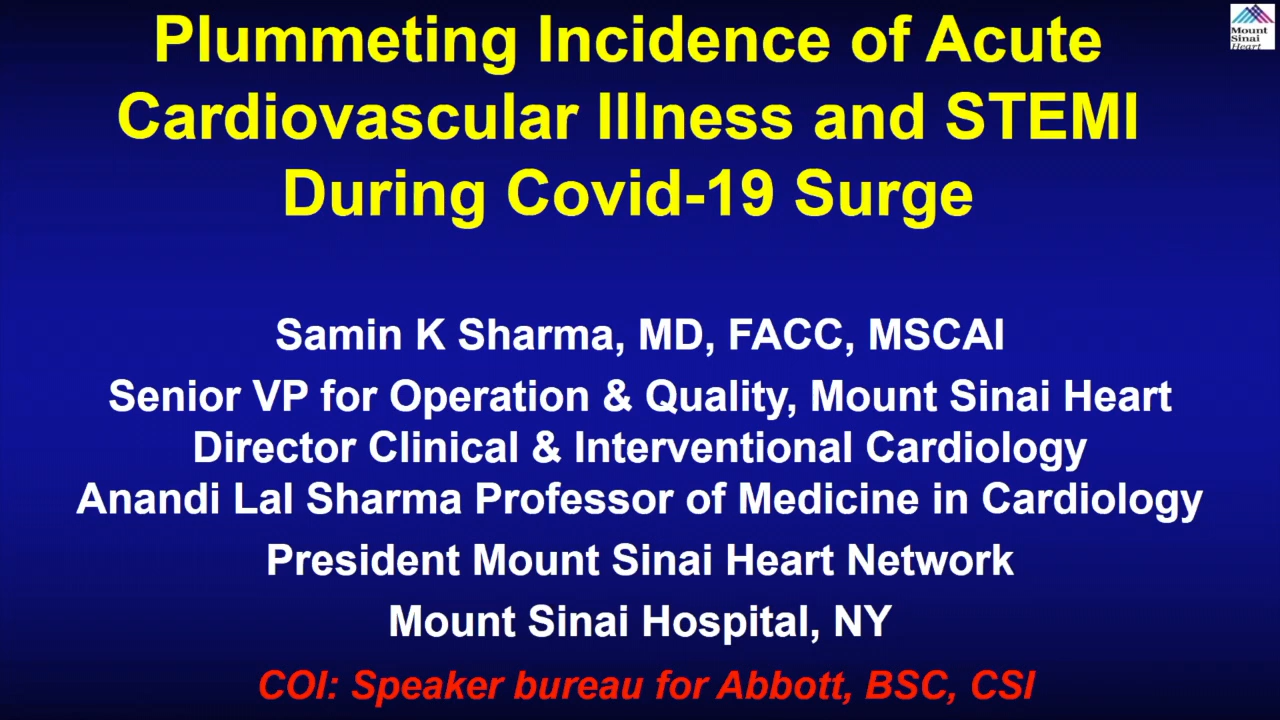 Plummeting Incidence of Acute
Cardiovascular Illness and STEMI
During Covid-19 Surge
Mount
Sinai
Heart
Samin K Sharma, MD, FACC, MSCAI
Senior VP for Operation & Quality, Mount Sinai Heart
Director Clinical & Interventional Cardiology
Anandi Lal Sharma Professor of Medicine in Cardiology
President Mount Sinai Heart Network
Mount Sinai Hospital, NY
COI: Speaker bureau for Abbott, BSC, CSI